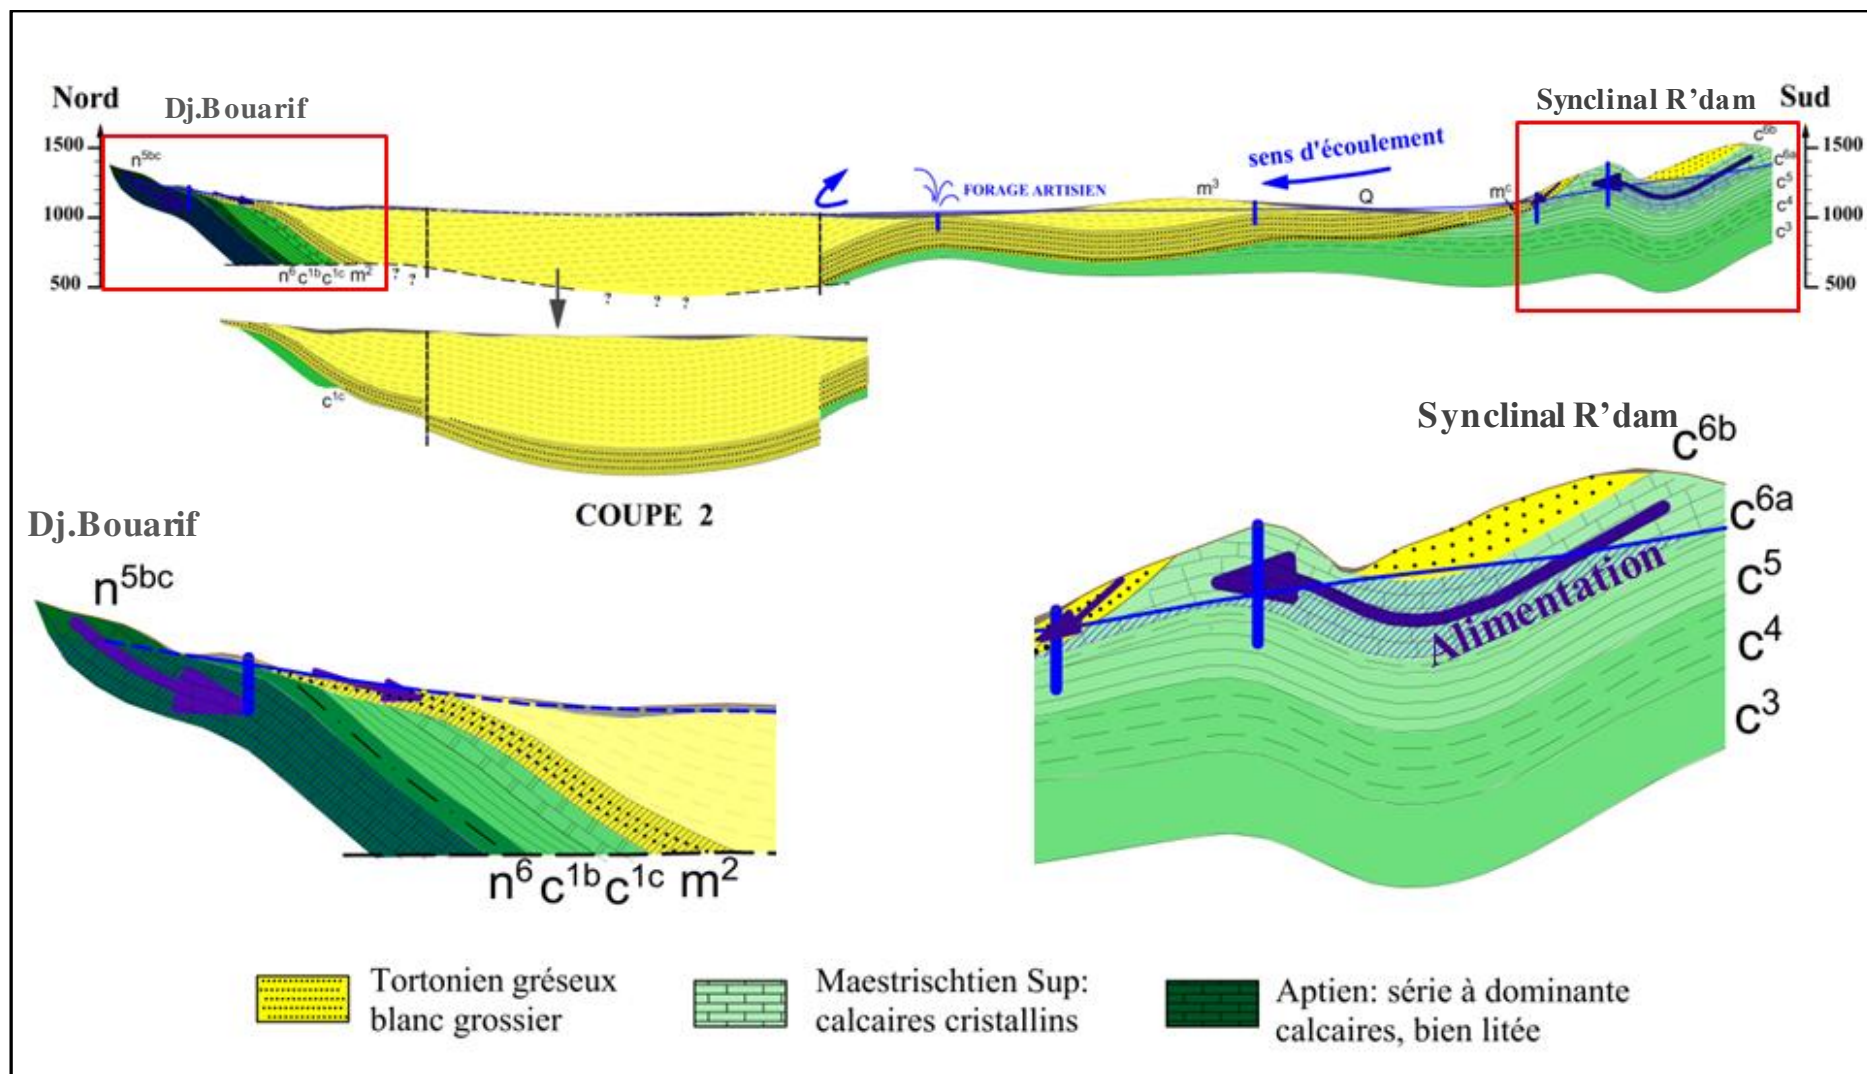 Nord
Dj.Bouarif
Synclinal R'dam
Sud
1500
1000
500
n5bc
n6c1bc1c m2
? ?
? ? ?
sens d'écoulement
FORAGE ARTISIEN
m3
Q
mc
c6b
c6a
c5
c4
c3
1500
1000
500
c1c
COUPE 2
Dj.Bouarif
n5bc
n6 c1b c1c m2
Synclinal R'dam
c6b
c6a
c5
c4
c3
Alimentation
Tortonien gréseux
blanc grossier
Maestrischtien Sup:
calcaires cristallins
Aptien: série à dominante
calcaires, bien litée